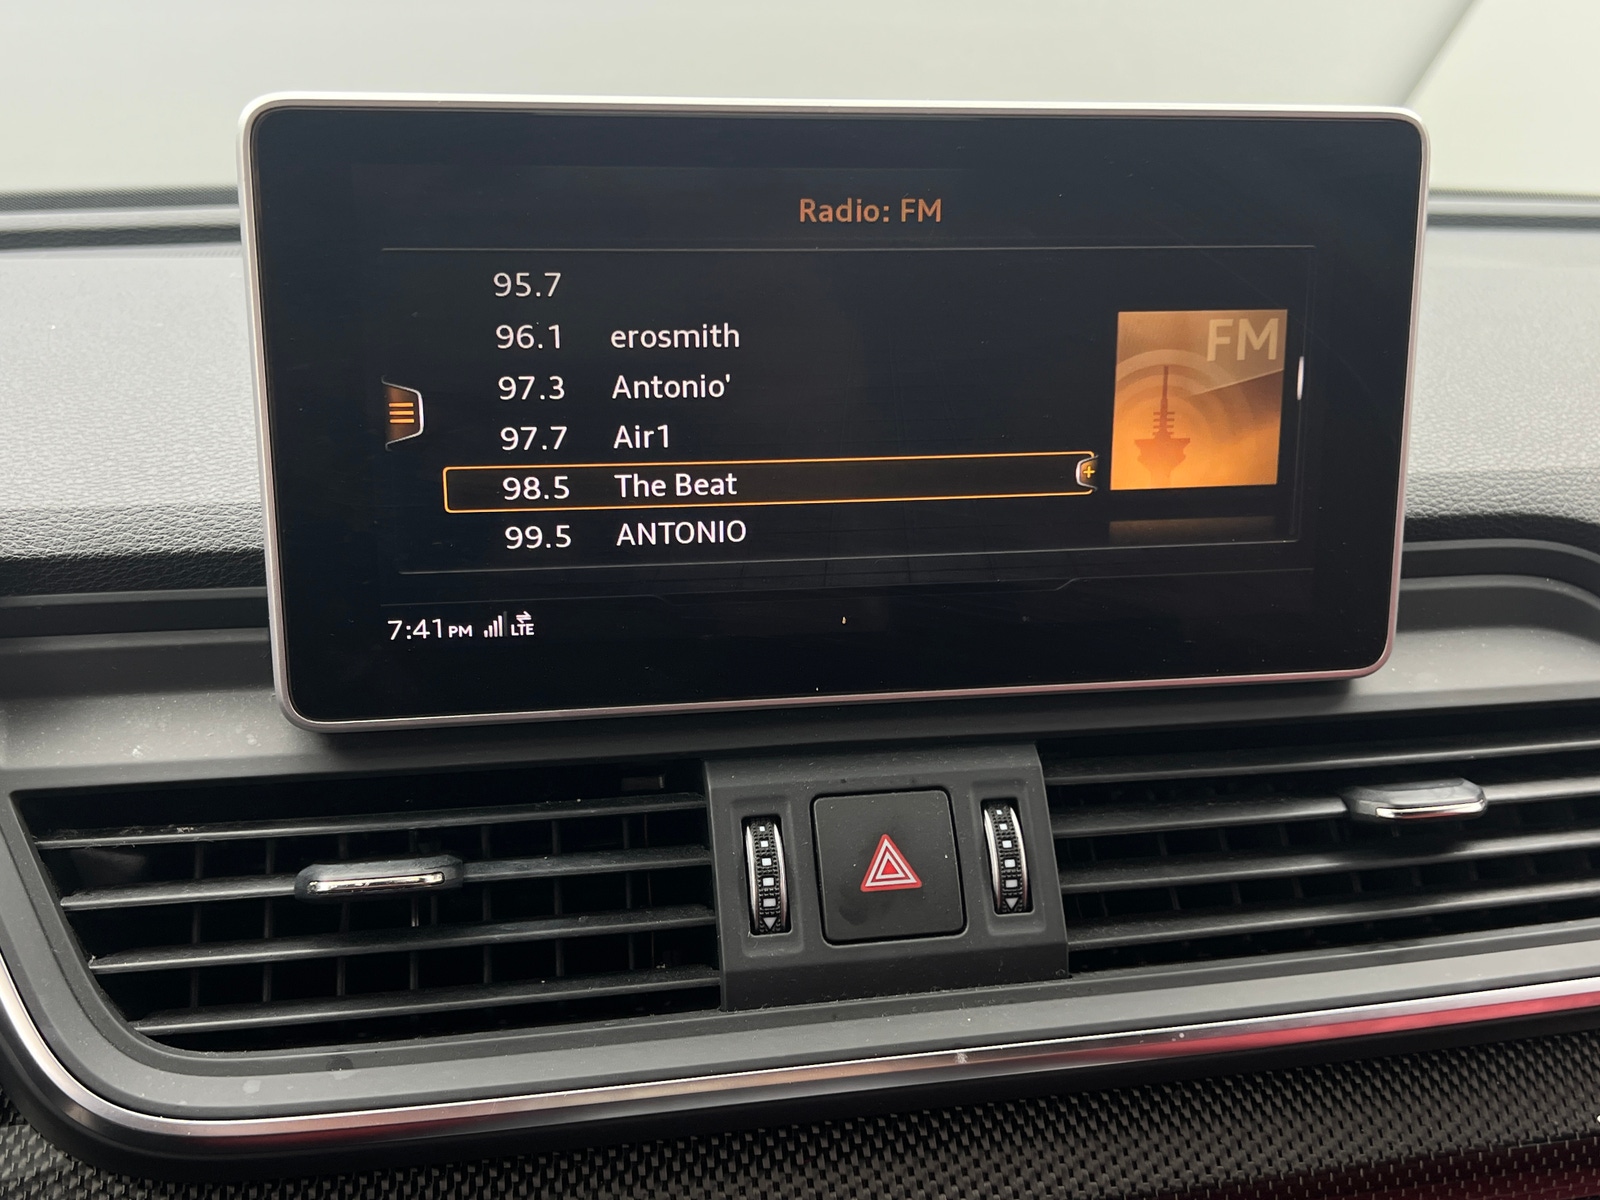 Radio: FM
95.7
96.1 erosmith
97.3 Antonio'
97.7 Air1
98.5 The Beat
99.5 ANTONIO
FM
7:41 PM LTE